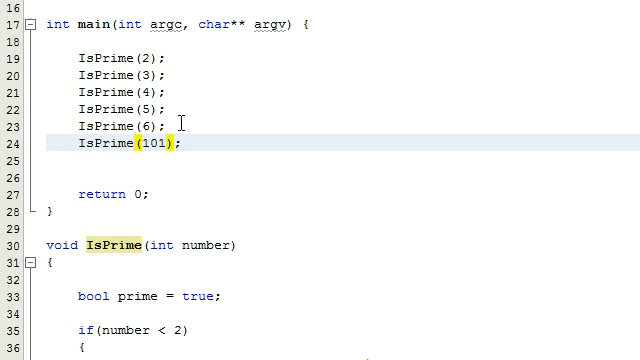 16
17 int main(int argc, char** argv) {
18
19 IsPrime(2);
20 IsPrime(3);
21 IsPrime(4);
22 IsPrime(5);
23 IsPrime(6);
24 IsPrime(101);
25
26
27 return 0;
28 }
29
30 void IsPrime(int number)
31 {
32
33 bool prime = true;
34
35 if(number < 2)
36 {